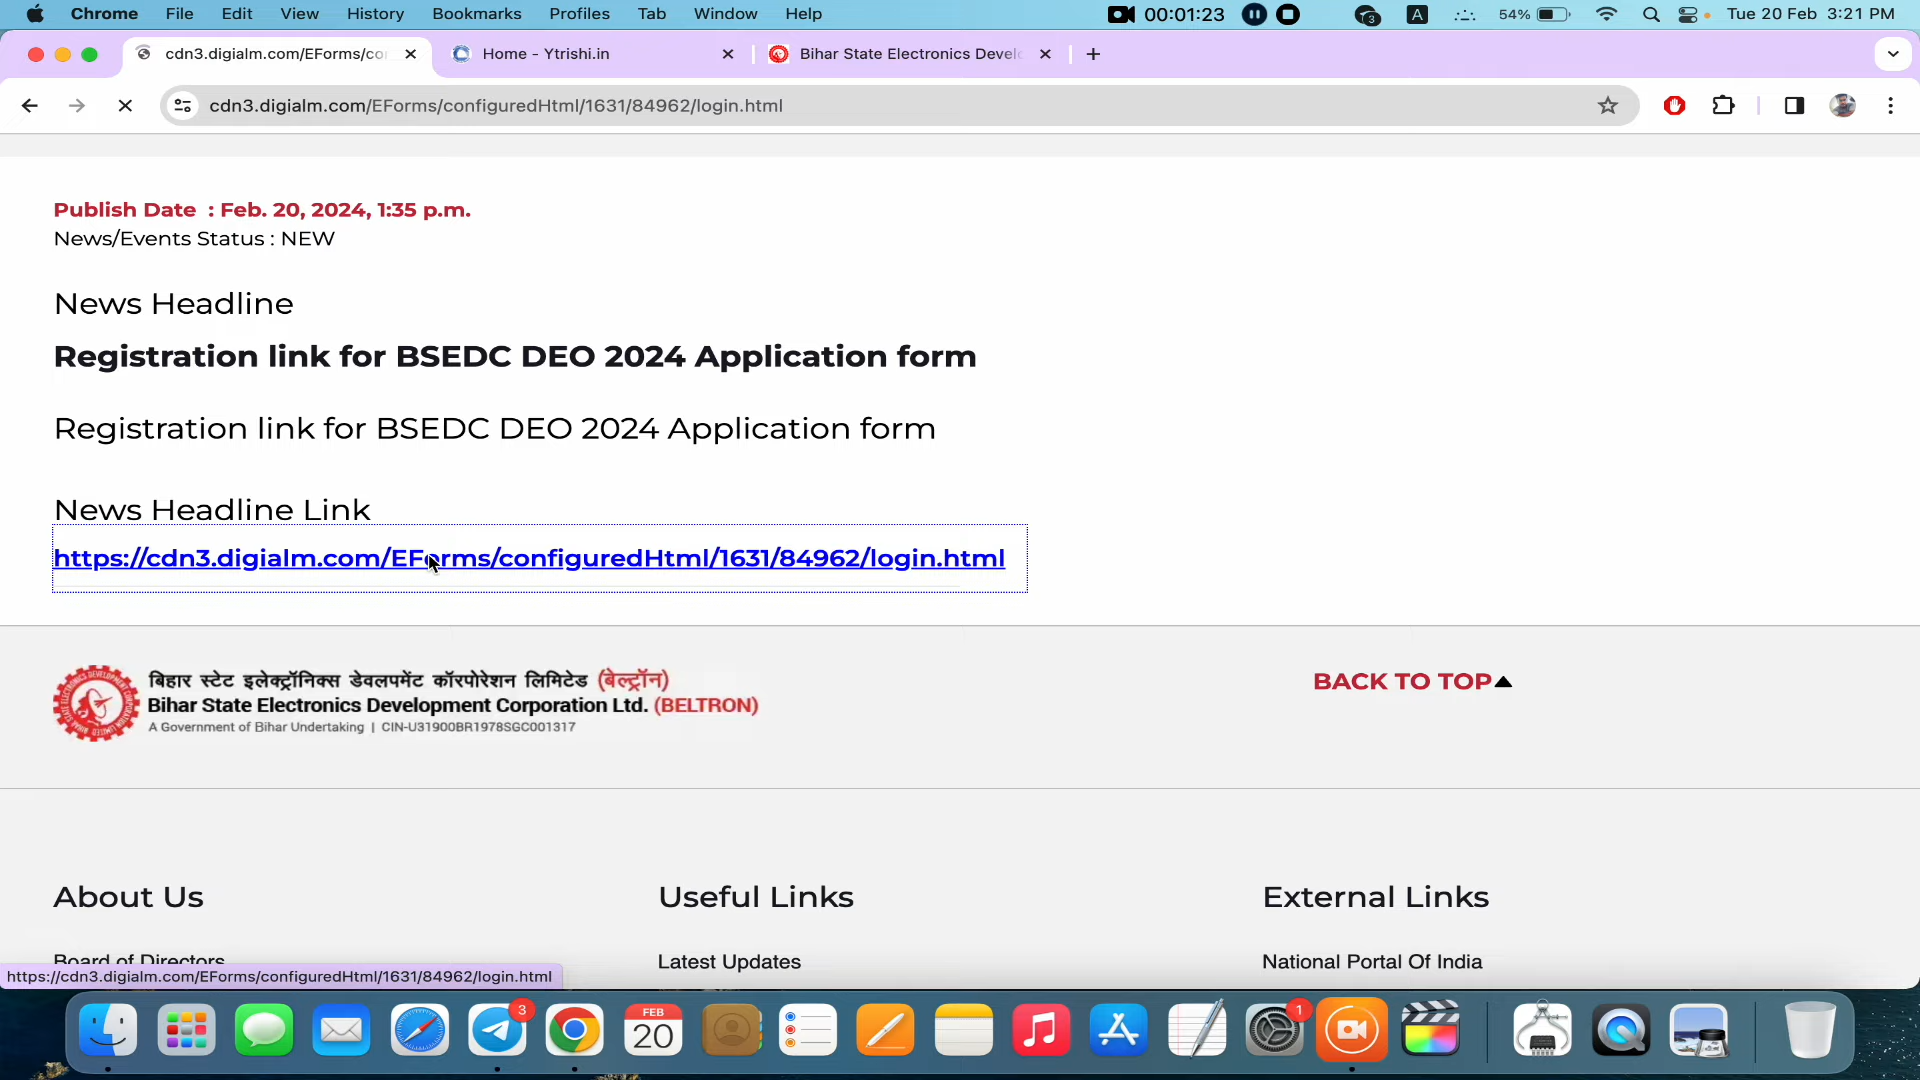 Chrome File Edit View History Bookmarks Profiles Tab Window Help 00:01:23 3 A 54% Tue 20 Feb 3:21 PM
cdn3.digialm.com/EForms/co Home - Ytrishi.in Bihar State Electronics Devel
cdn3.digialm.com/EForms/configuredHtml/1631/84962/login.html
Publish Date : Feb. 20, 2024, 1:35 p.m.
News/Events Status : NEW
News Headline
Registration link for BSEDC DEO 2024 Application form
Registration link for BSEDC DEO 2024 Application form
News Headline Link
https://cdn3.digialm.com/EForms/configuredHtml/1631/84962/login.html
बिहार स्टेट इलेक्ट्रॉनिक्स डेवलपमेंट कॉरपोरेशन लिमिटेड (बेल्ट्रॉन)
Bihar State Electronics Development Corporation Ltd. (BELTRON)
A Government of Bihar Undertaking | CIN-U31900BR1978SGC001317
BACK TO TOP
About Us Useful Links External Links
Board of Directors Latest Updates National Portal Of India
https://cdn3.digialm.com/EForms/configuredHtml/1631/84962/login.html
3 FEB 20 1